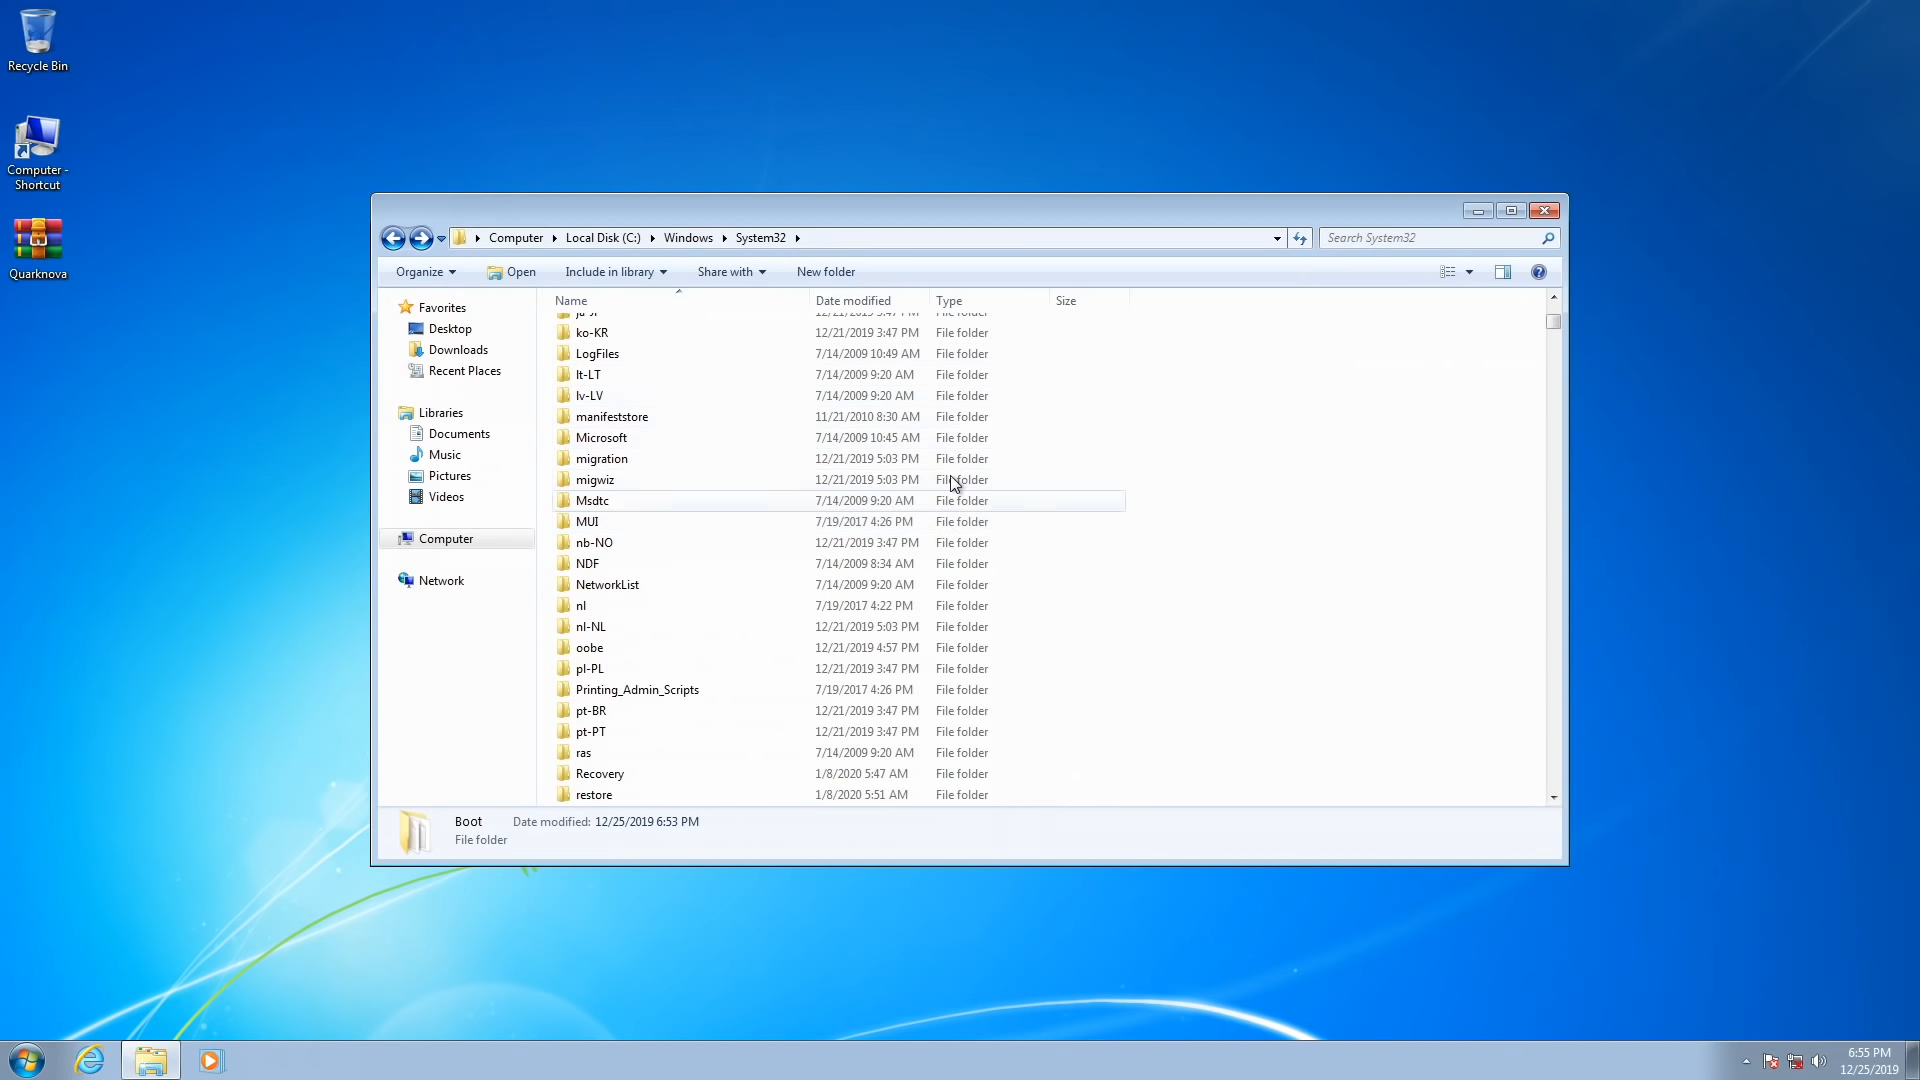 Recycle Bin
Computer -
Shortcut
Quarknova
Computer
Local Disk (C:)
Windows
System32
Search System32
Organize
Open
Include in library
Share with
New folder
Favorites
Desktop
Downloads
Recent Places
Libraries
Documents
Music
Pictures
Videos
Computer
Network
Name Date modified Type Size
ja-JP 12/21/2019 3:47 PM File folder
ko-KR 12/21/2019 3:47 PM File folder
LogFiles 7/14/2009 10:49 AM File folder
lt-LT 7/14/2009 9:20 AM File folder
lv-LV 7/14/2009 9:20 AM File folder
manifeststore 11/21/2010 8:30 AM File folder
Microsoft 7/14/2009 10:45 AM File folder
migration 12/21/2019 5:03 PM File folder
migwiz 12/21/2019 5:03 PM File folder
Msdtc 7/14/2009 9:20 AM File folder
MUI 7/19/2017 4:26 PM File folder
nb-NO 12/21/2019 3:47 PM File folder
NDF 7/14/2009 8:34 AM File folder
NetworkList 7/14/2009 9:20 AM File folder
nl 7/19/2017 4:22 PM File folder
nl-NL 12/21/2019 5:03 PM File folder
oobe 12/21/2019 4:57 PM File folder
pl-PL 12/21/2019 3:47 PM File folder
Printing_Admin_Scripts 7/19/2017 4:26 PM File folder
pt-BR 12/21/2019 3:47 PM File folder
pt-PT 12/21/2019 3:47 PM File folder
ras 7/14/2009 9:20 AM File folder
Recovery 1/8/2020 5:47 AM File folder
restore 1/8/2020 5:51 AM File folder
Boot Date modified: 12/25/2019 6:53 PM
File folder
6:55 PM
12/25/2019